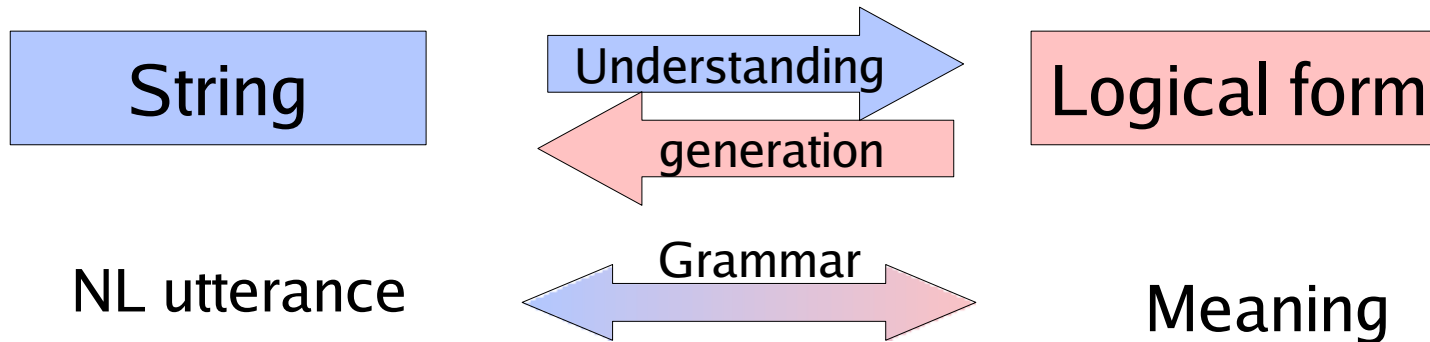 String
Understanding
Logical form
generation
Grammar
NL utterance
Meaning